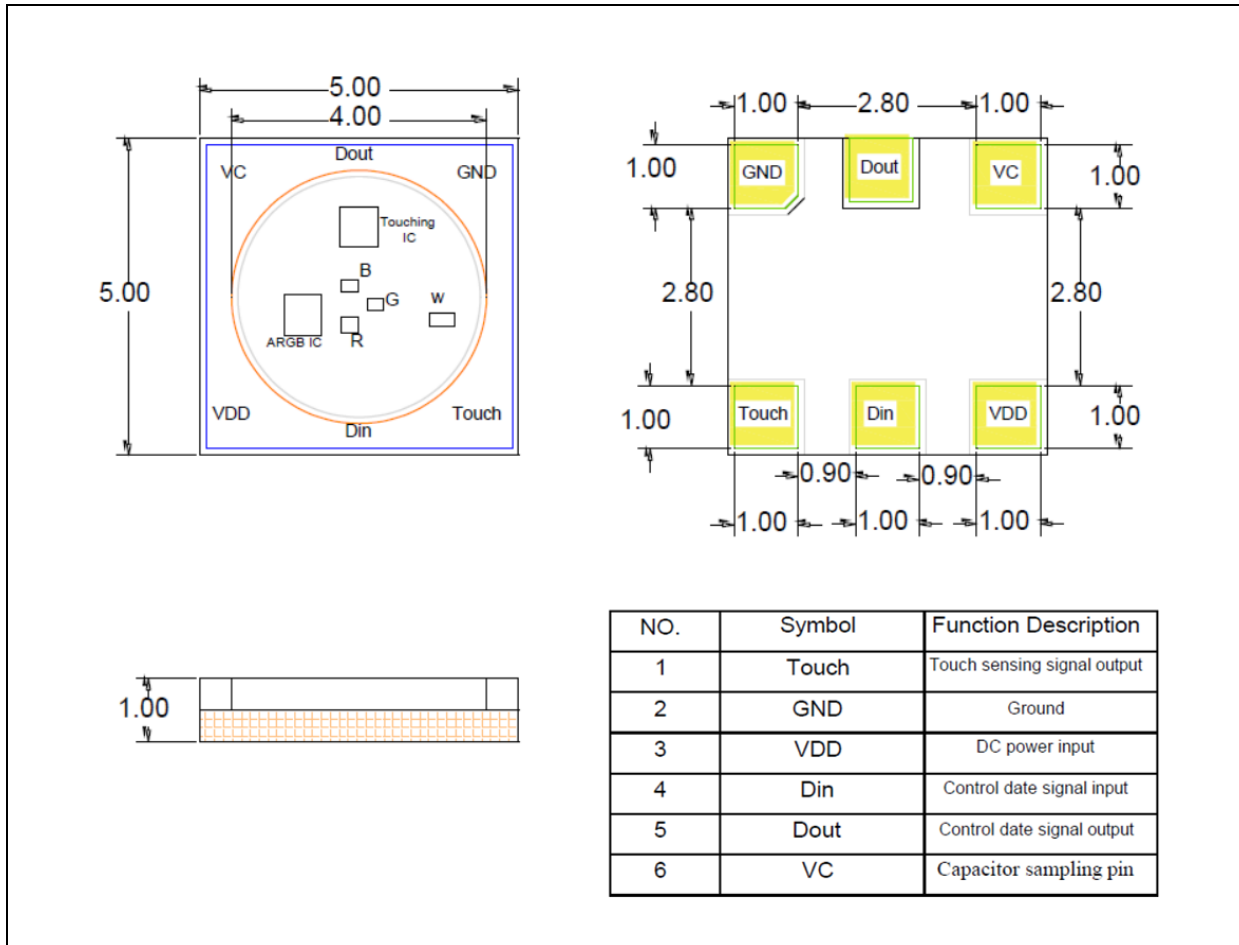 5.00
4.00
5.00
Dout
VC
GND
Touching
IC
B
G
W
ARGB IC
R
VDD
Touch
Din
1.00
2.80
1.00
1.00
GND
Dout
VC
1.00
2.80
2.80
1.00
Touch
Din
VDD
1.00
0.90
0.90
1.00
1.00
1.00
1.00
NO. Symbol Function Description
1 Touch Touch sensing signal output
2 GND Ground
3 VDD DC power input
4 Din Control date signal input
5 Dout Control date signal output
6 VC Capacitor sampling pin